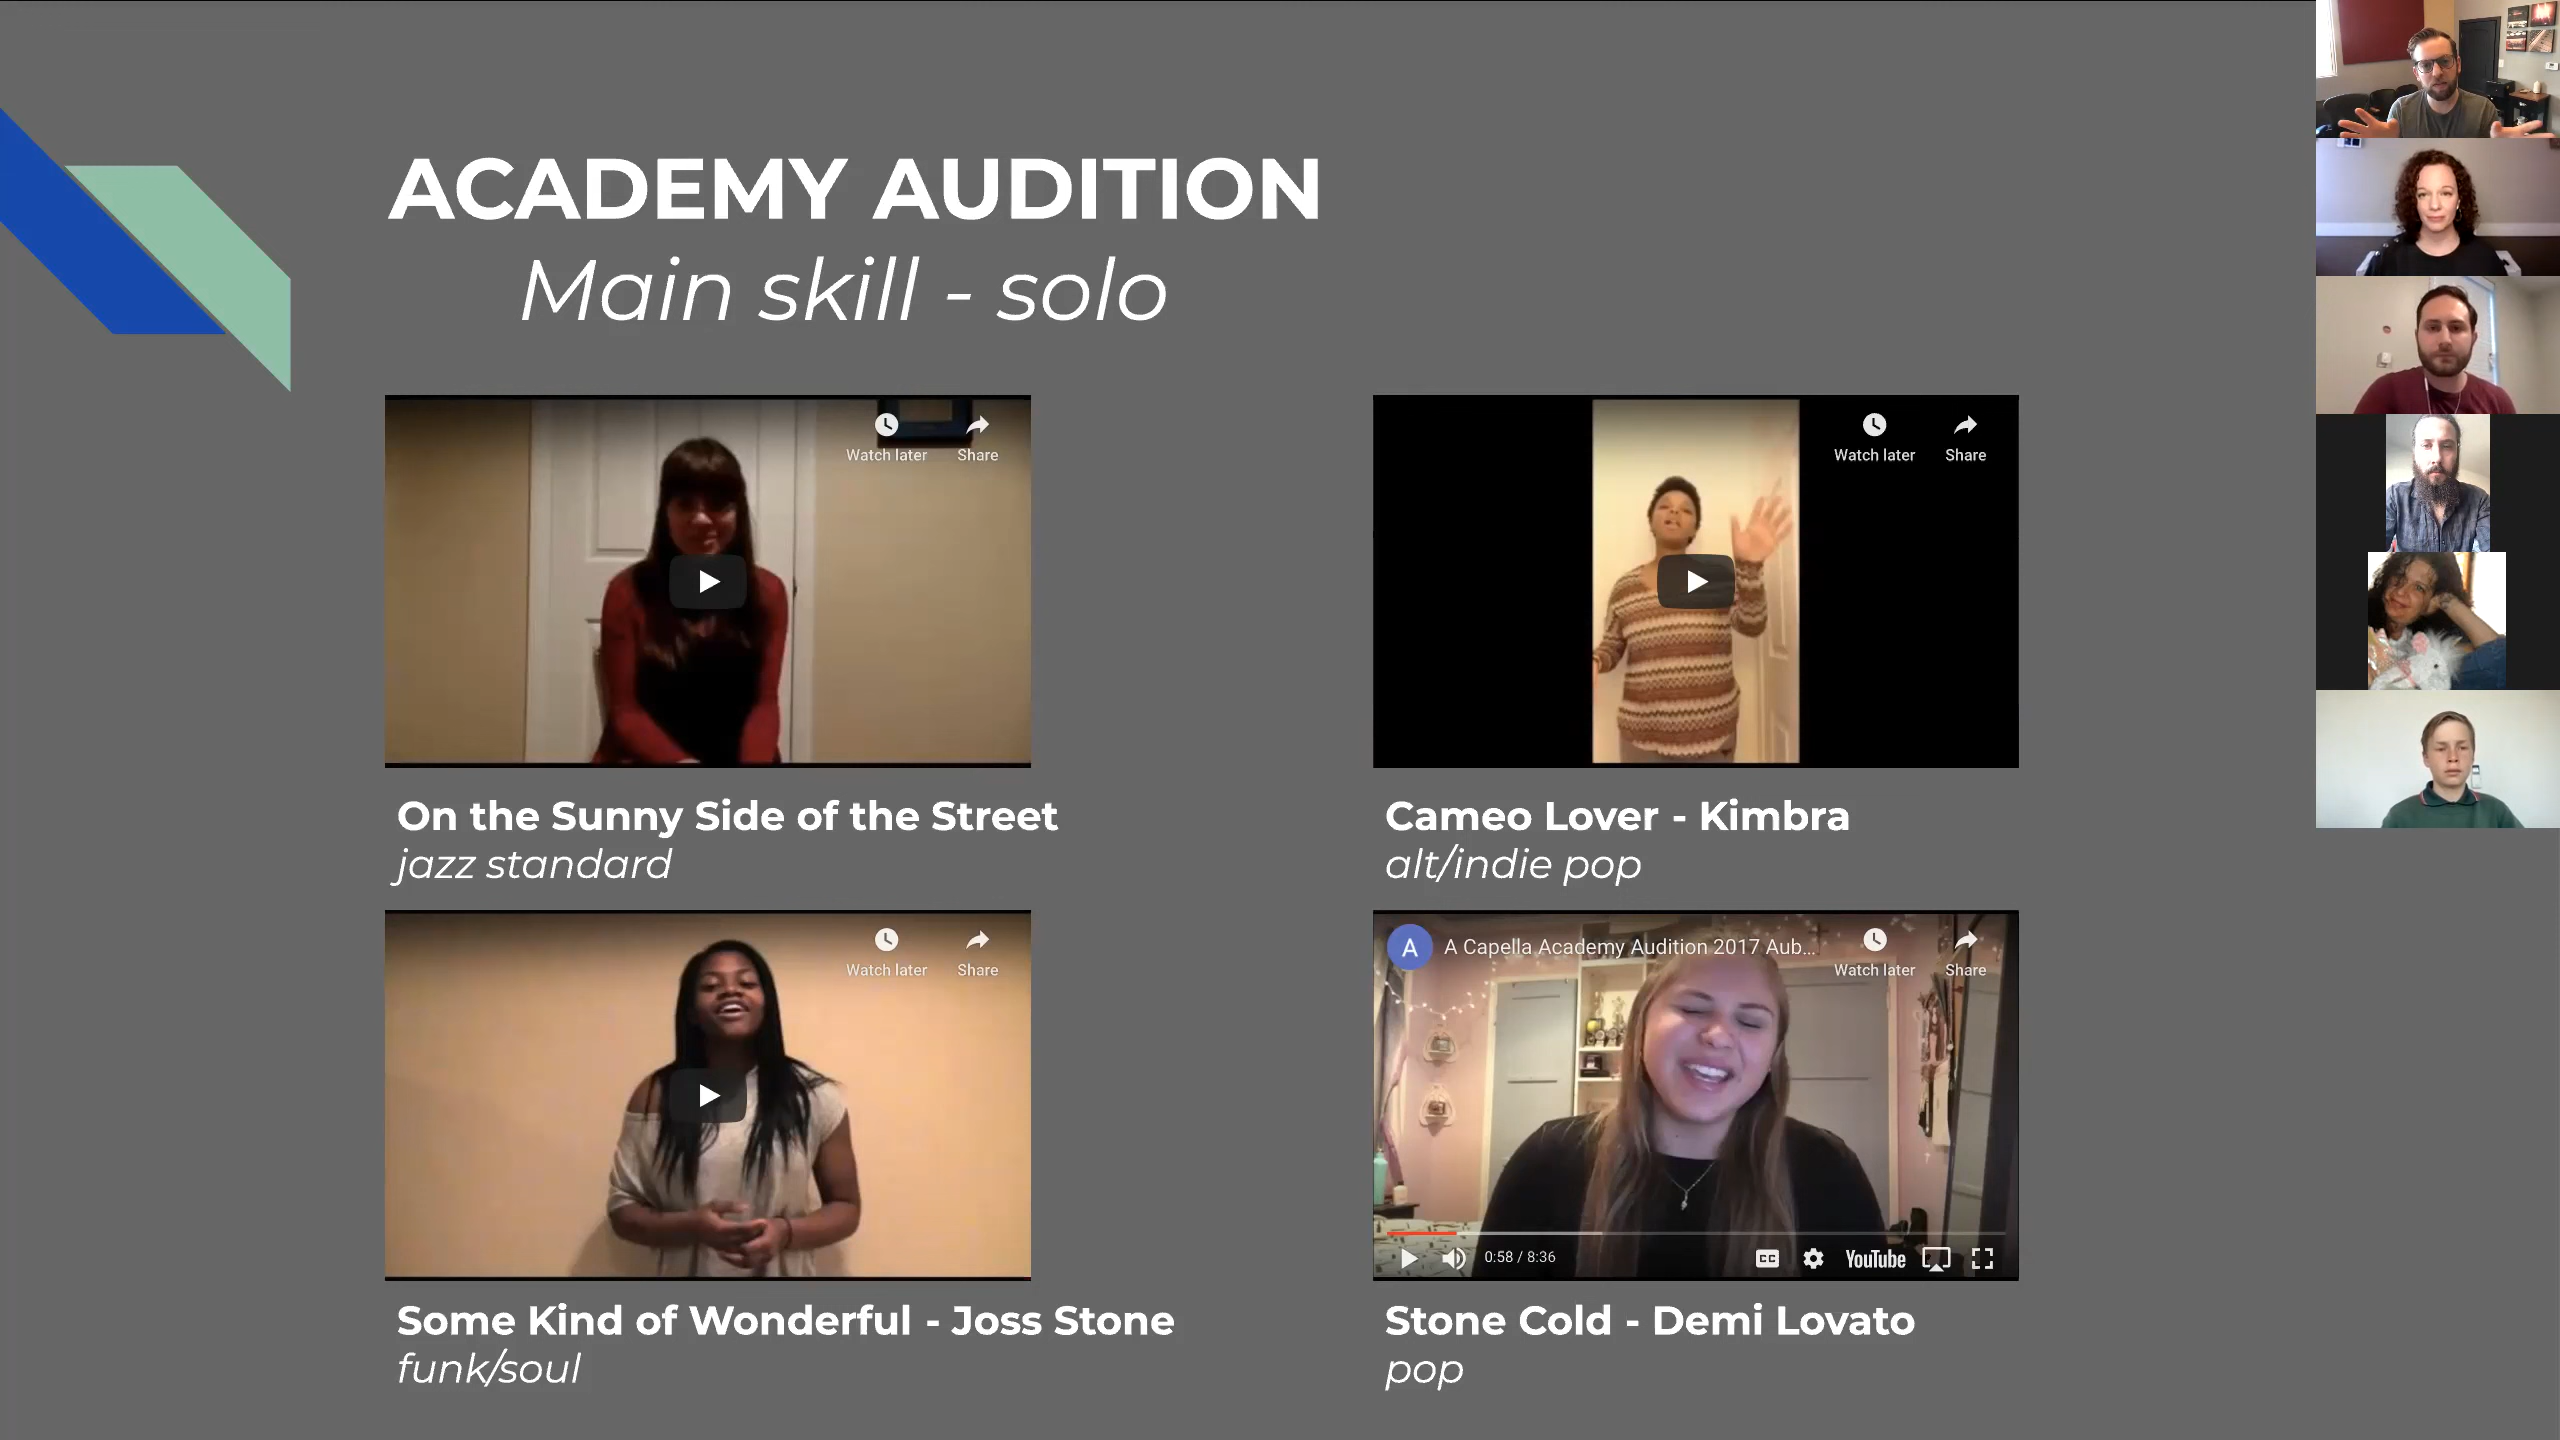 ACADEMY AUDITION
Main skill - solo
Watch later
Share
Watch later
Share
On the Sunny Side of the Street
jazz standard
Cameo Lover - Kimbra
alt/indie pop
Watch later
Share
A
A Capella Academy Audition 2017 Aub...
Watch later
Share
0:58 / 8:36
CC
YouTube
Some Kind of Wonderful - Joss Stone
funk/soul
Stone Cold - Demi Lovato
pop